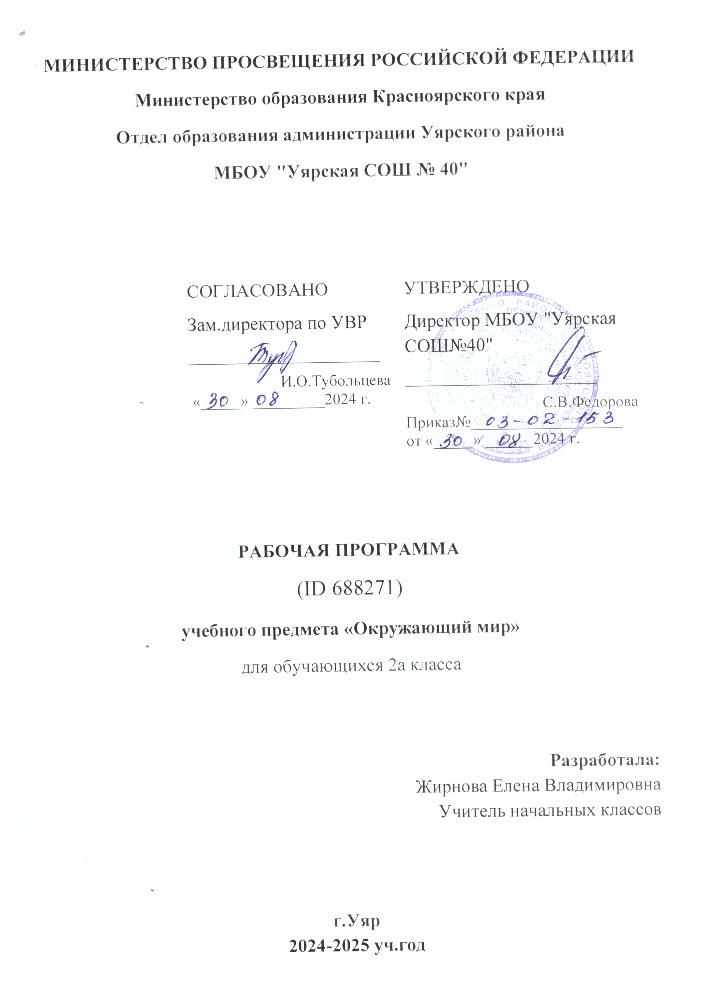 МИНИСТЕРСТВО ПРОСВЕЩЕНИЯ РОССИЙСКОЙ ФЕДЕРАЦИИ
Министерство образования Красноярского края
Отдел образования администрации Уярского района
МБОУ "Уярская СОШ № 40"
СОГЛАСОВАНО
Зам.директора по УВР
И.О.Тубольцева
« 30 » 08 2024 г.
УТВЕРЖДЕНО
Директор МБОУ "Уярская
СОШ№40"
С.В.Федорова
Приказ№ 03-02-153
от « 30 » 08 2024 г.
РАБОЧАЯ ПРОГРАММА
(ID 688271)
учебного предмета «Окружающий мир»
для обучающихся 2а класса
Разработала:
Жирнова Елена Владимировна
Учитель начальных классов
г.Уяр
2024-2025 уч.год